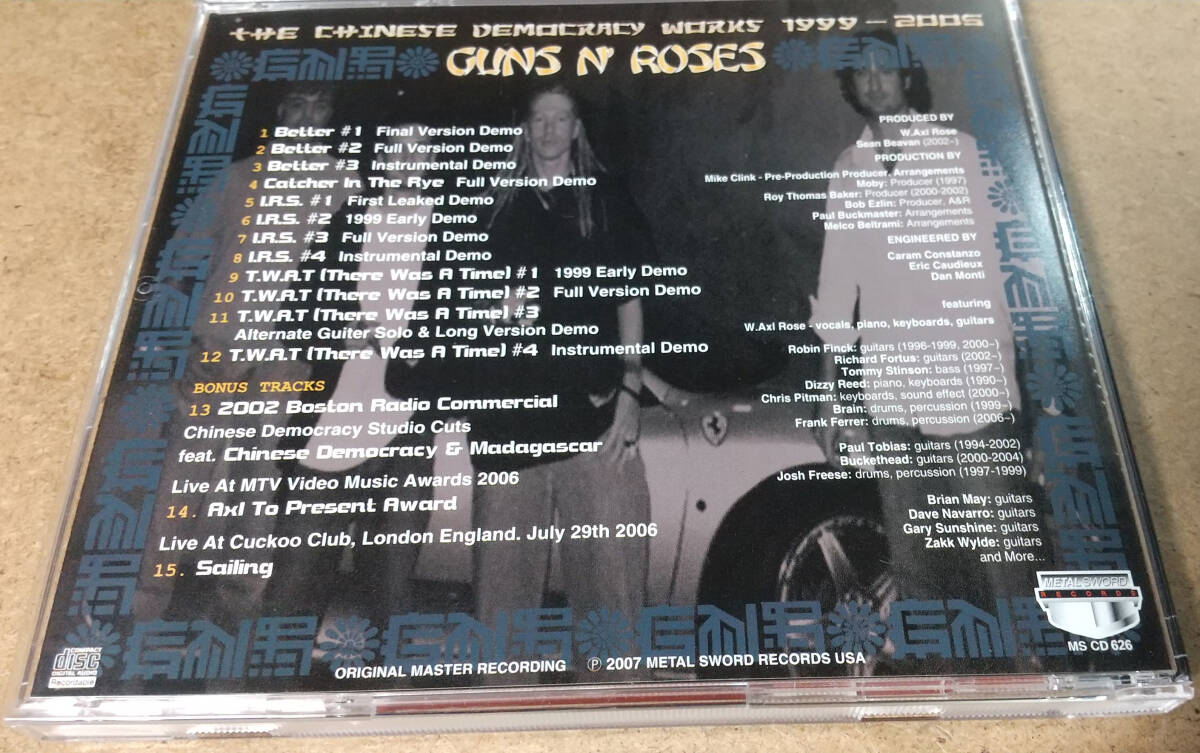 THE CHINESE DEMOCRACY WORKS 1999 - 2006
GUNS N' ROSES
1 Better #1 Final Version Demo
2 Better #2 Full Version Demo
3 Better #3 Instrumental Demo
4 Catcher In The Rye Full Version Demo
5 I.R.S. #1 First Leaked Demo
6 I.R.S. #2 1999 Early Demo
7 I.R.S. #3 Full Version Demo
8 I.R.S. #4 Instrumental Demo
9 T.W.A.T (There Was A Time) #1 1999 Early Demo
10 T.W.A.T (There Was A Time) #2 Full Version Demo
11 T.W.A.T (There Was A Time) #3
Alternate Guiter Solo & Long Version Demo
12 T.W.A.T (There Was A Time) #4 Instrumental Demo
BONUS TRACKS
13 2002 Boston Radio Commercial
Chinese Democracy Studio Cuts
feat. Chinese Democracy & Madagascar
Live At MTV Video Music Awards 2006
14. Axl To Present Award
Live At Cuckoo Club, London England. July 29th 2006
15. Sailing
PRODUCED BY
W.Axl Rose
Sean Beavan (2002~)
PRODUCTION BY
Mike Clink - Pre-Production Producer, Arrangements
Moby: Producer (1997)
Roy Thomas Baker: Producer (2000-2002)
Bob Ezlin: Producer, A&R
Paul Buckmaster: Arrangements
Melco Beltrami: Arrangements
ENGINEERED BY
Caram Constanzo
Eric Caudieux
Dan Monti
featuring
W.Axl Rose - vocals, piano, keyboards, guitars
Robin Finck: guitars (1996-1999, 2000~)
Richard Fortus: guitars (2002~)
Tommy Stinson: bass (1997~)
Dizzy Reed: piano, keyboards (1990~)
Chris Pitman: keyboards, sound effect (2000~)
Brain: drums, percussion (1999~)
Frank Ferrer: drums, percussion (2006~)
Paul Tobias: guitars (1994-2002)
Buckethead: guitars (2000-2004)
Josh Freese: drums, percussion (1997-1999)
Brian May: guitars
Dave Navarro: guitars
Gary Sunshine: guitars
Zakk Wylde: guitars
and More...
METAL SWORD
RECORDS
MS CD 626
COMPACT
disc
DIGITAL AUDIO
Recordable
ORIGINAL MASTER RECORDING ℗ 2007 METAL SWORD RECORDS USA